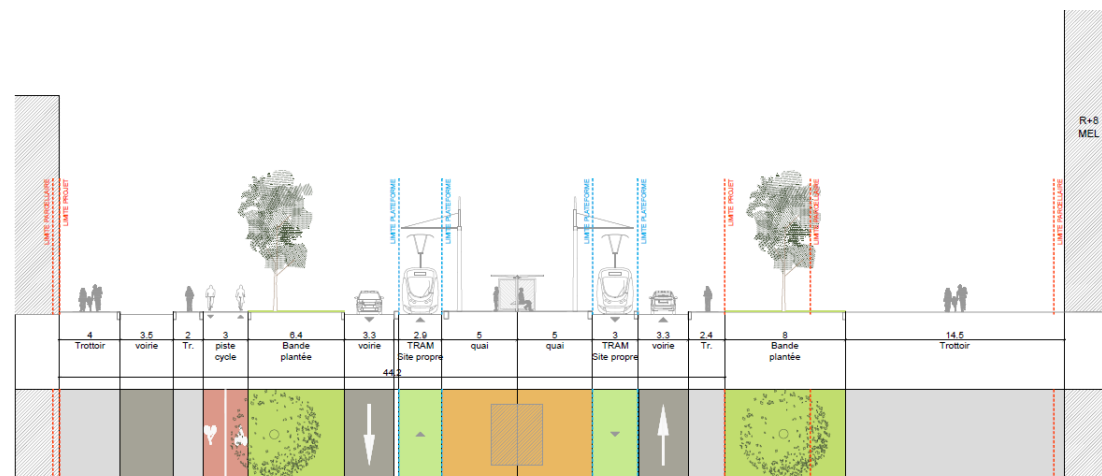 R+8
MEL
LIMITE PARCELLAIRE
LIMITE PROJET
LIMITE PLATEFORME
LIMITE PLATEFORME
LIMITE PLATEFORME
LIMITE PLATEFORME
LIMITE PROJET
LIMITE PARCELLAIRE
LIMITE PARCELLAIRE
4 3.5 2 3 6.4 3.3 2.9 5 5 3 3.3 2.4 8 14.5
Trottoir voirie Tr. piste Bande voirie TRAM quai quai TRAM voirie Tr. Bande Trottoir
cycle plantée Site propre Site propre plantée
44,2